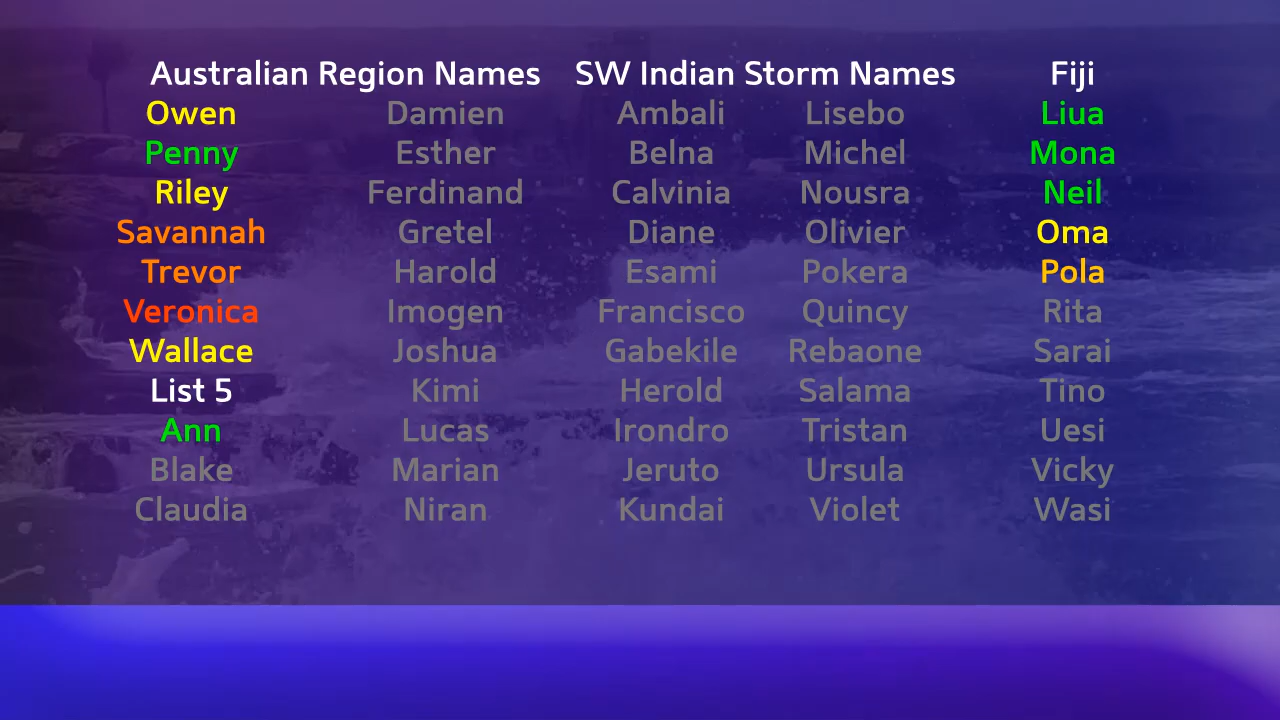 Australian Region Names SW Indian Storm Names Fiji
Owen Damien Ambali Lisebo Liua
Penny Esther Belna Michel Mona
Riley Ferdinand Calvinia Nousra Neil
Savannah Gretel Diane Olivier Oma
Trevor Harold Esami Pokera Pola
Veronica Imogen Francisco Quincy Rita
Wallace Joshua Gabekile Rebaone Sarai
List 5 Kimi Herold Salama Tino
Ann Lucas Irondro Tristan Uesi
Blake Marian Jeruto Ursula Vicky
Claudia Niran Kundai Violet Wasi